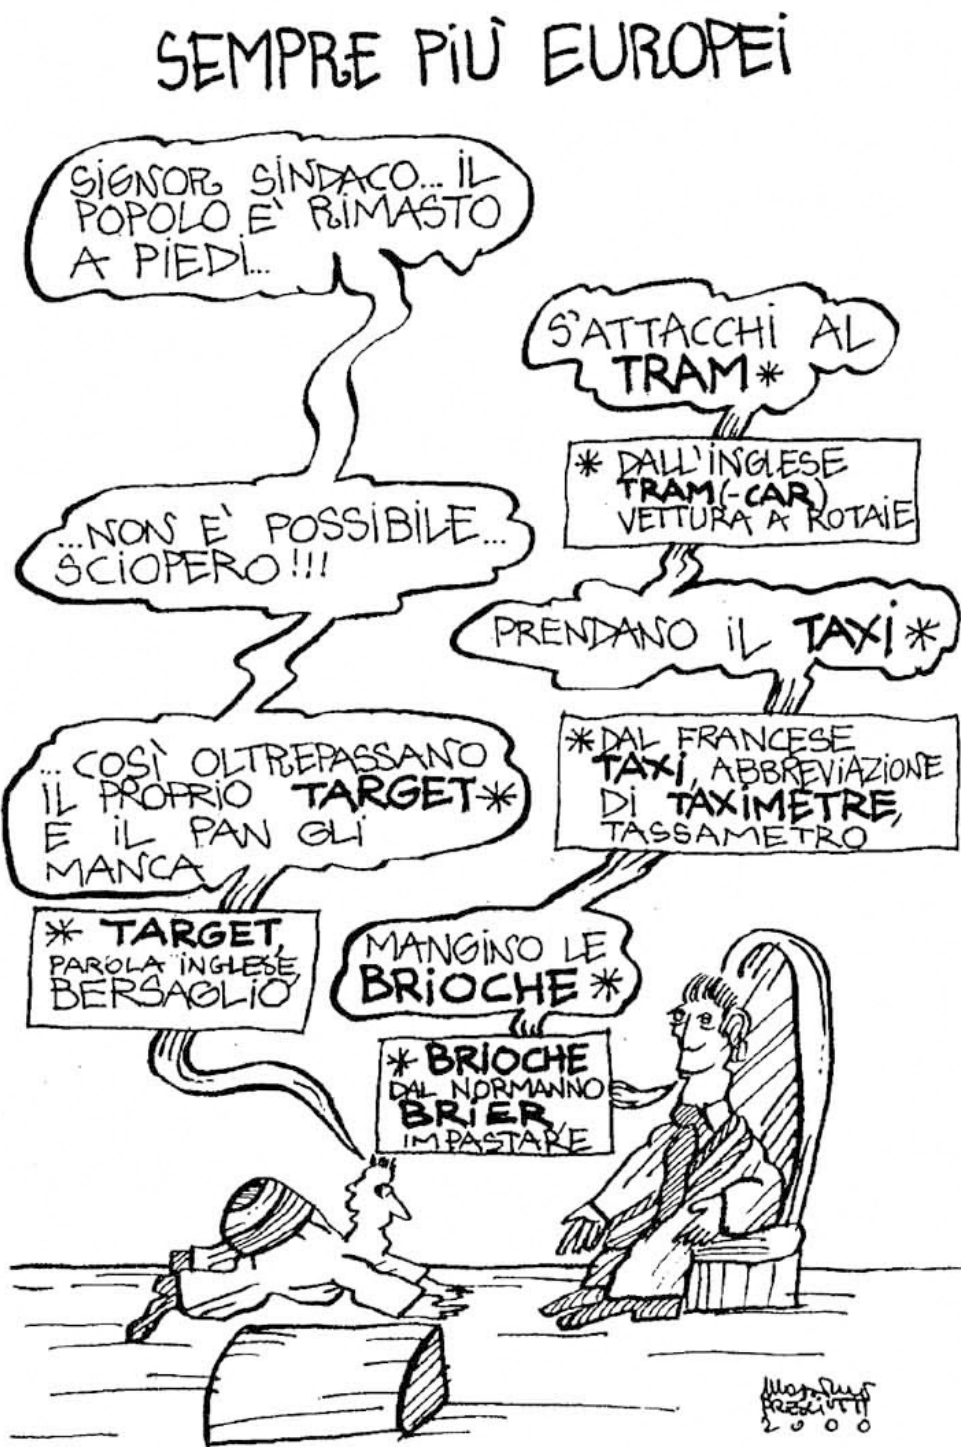 SEMPRE PIÙ EUROPEI
SIGNOR SINDACO... IL
POPOLO E' RIMASTO
A PIEDI...
S'ATTACCHI AL
TRAM *
* DALL'INGLESE
TRAM(-CAR)
VETTURA A ROTAIE
...NON E' POSSIBILE...
SCIOPERO!!!
PRENDANO IL TAXI *
* DAL FRANCESE
TAXI, ABBREVIAZIONE
DI TAXIMETRE,
TASSAMETRO
...COSÌ OLTREPASSANO
IL PROPRIO TARGET *
E IL PAN GLI
MANCA
* TARGET,
PAROLA INGLESE,
BERSAGLIO
MANGINO LE
BRIOCHE *
* BRIOCHE
DAL NORMANNO
BRIER
IMPASTARE
2000